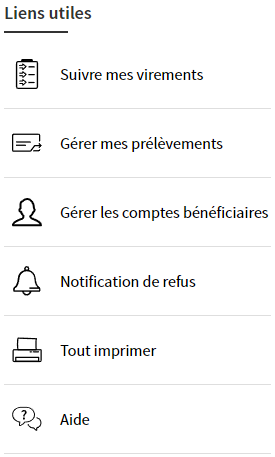 Liens utiles
Suivre mes virements
Gérer mes prélèvements
Gérer les comptes bénéficiaires
Notification de refus
Tout imprimer
?
Aide